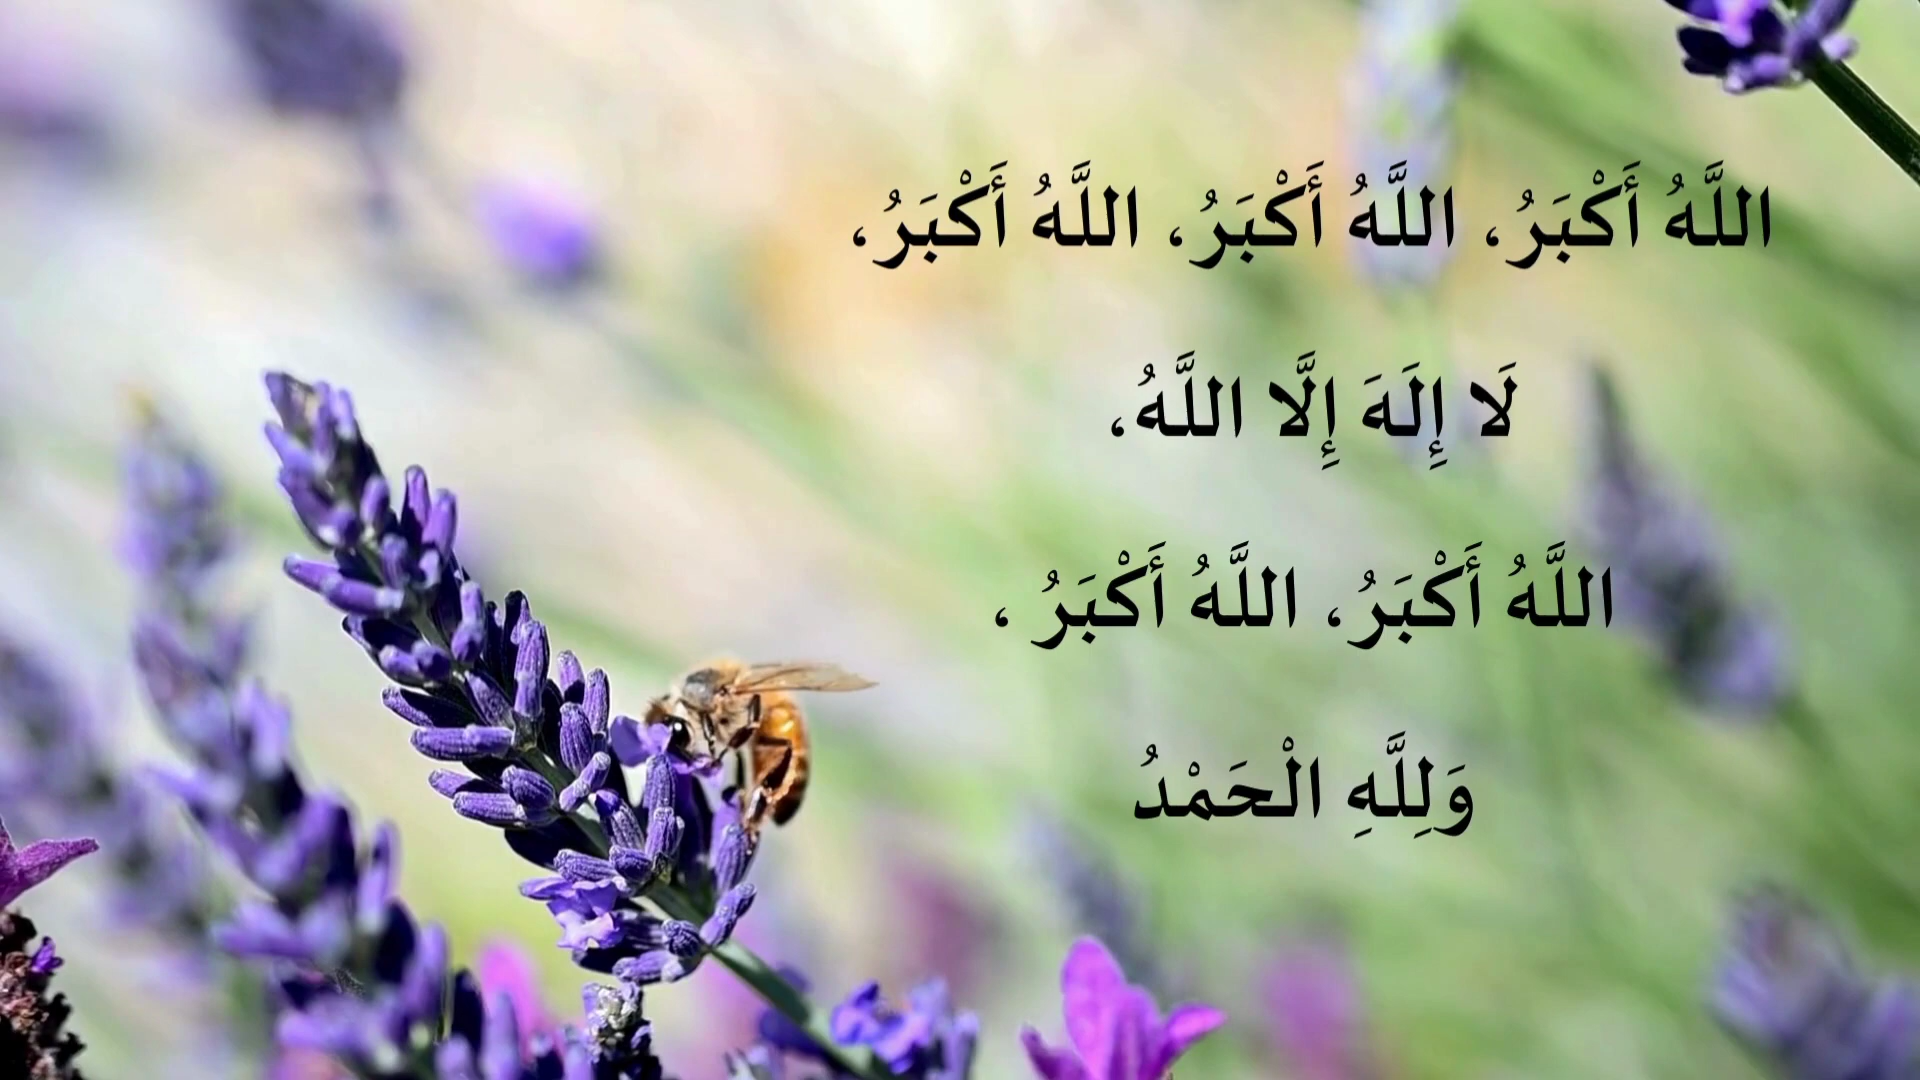 اللَّهُ أَكْبَرُ، اللَّهُ أَكْبَرُ، اللَّهُ أَكْبَرُ،
لَا إِلَهَ إِلَّا اللَّهُ،
اللَّهُ أَكْبَرُ، اللَّهُ أَكْبَرُ ،
وَلِلَّهِ الْحَمْدُ